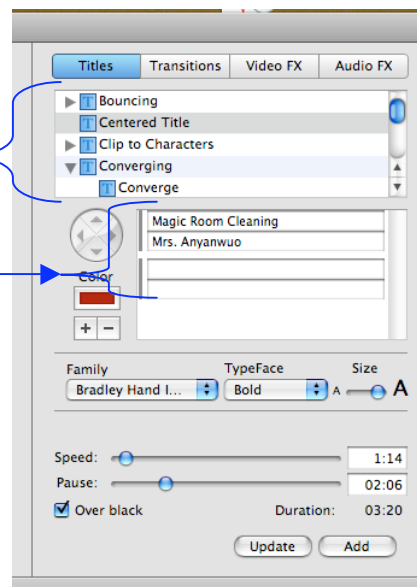 Titles Transitions Video FX Audio FX
Bouncing
Centered Title
Clip to Characters
Converging
Converge
Magic Room Cleaning
Mrs. Anyanwuo
Color
+ −
Family TypeFace Size
Bradley Hand I... Bold A A
Speed: 1:14
Pause: 02:06
Over black Duration: 03:20
Update Add